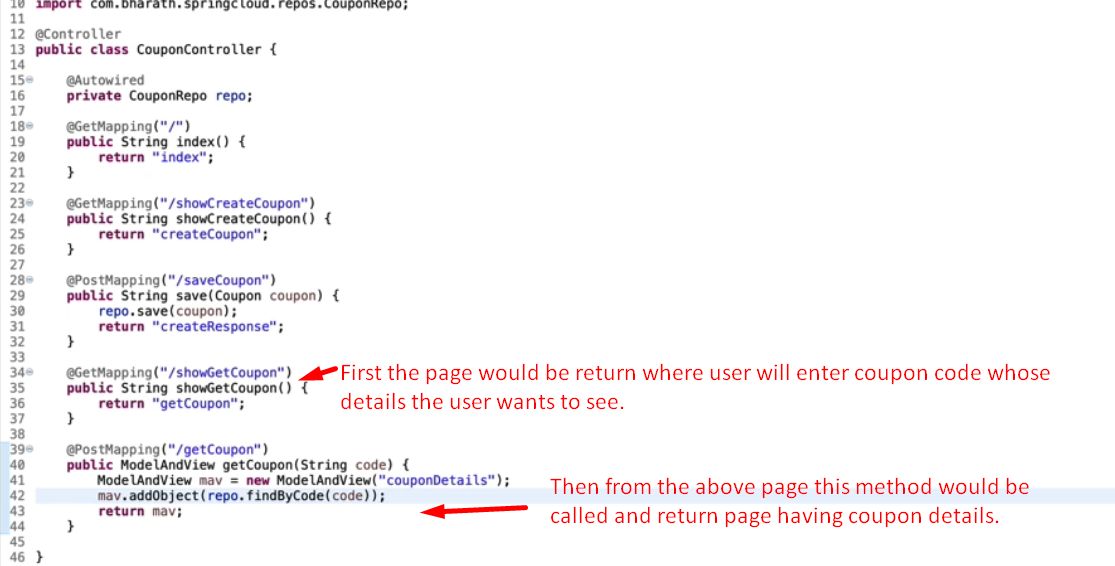 10 import com.bharath.springcloud.repos.CouponRepo;
11
12 @Controller
13 public class CouponController {
14
15 @Autowired
16 private CouponRepo repo;
17
18 @GetMapping("/")
19 public String index() {
20 return "index";
21 }
22
23 @GetMapping("/showCreateCoupon")
24 public String showCreateCoupon() {
25 return "createCoupon";
26 }
27
28 @PostMapping("/saveCoupon")
29 public String save(Coupon coupon) {
30 repo.save(coupon);
31 return "createResponse";
32 }
33
34 @GetMapping("/showGetCoupon")
35 public String showGetCoupon() {
36 return "getCoupon";
37 }
First the page would be return where user will enter coupon code whose
details the user wants to see.
38
39 @PostMapping("/getCoupon")
40 public ModelAndView getCoupon(String code) {
41 ModelAndView mav = new ModelAndView("couponDetails");
42 mav.addObject(repo.findByCode(code));
43 return mav;
44 }
Then from the above page this method would be
called and return page having coupon details.
45
46 }